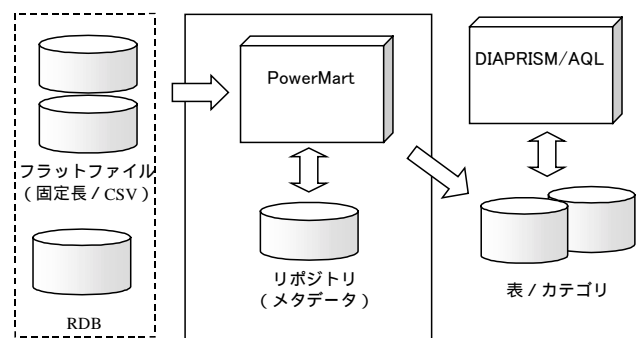 フラットファイル
（固定長／CSV）
RDB
PowerMart
リポジトリ
（メタデータ）
DIAPRISM/AQL
表／カテゴリ